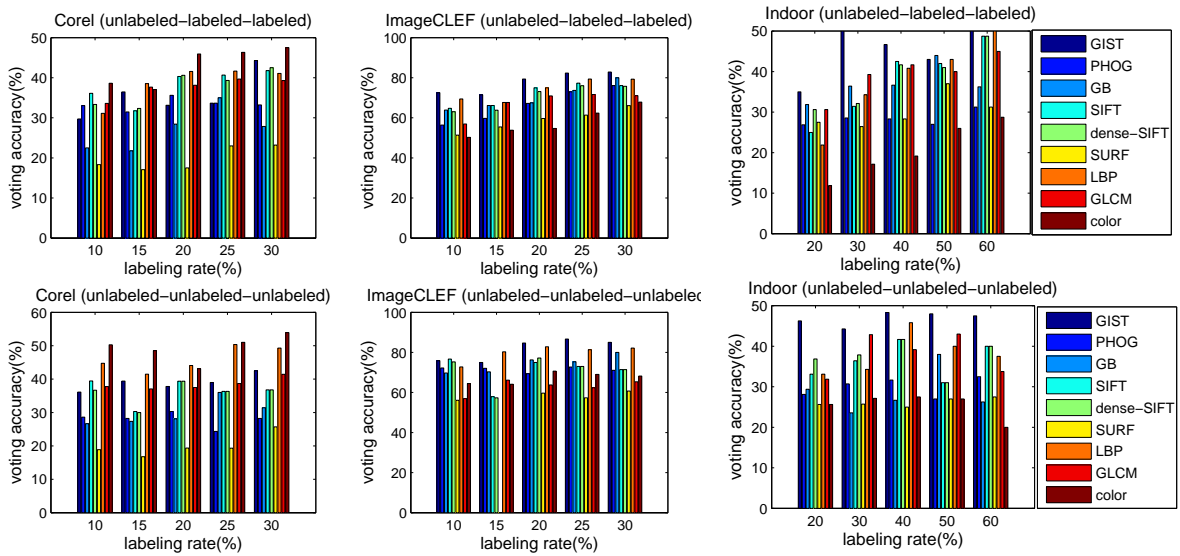 Corel (unlabeled−labeled−labeled)
voting accuracy(%)
50
40
30
20
10
0
10 15 20 25 30
labeling rate(%)
ImageCLEF (unlabeled−labeled−labeled)
voting accuracy(%)
100
80
60
40
20
0
10 15 20 25 30
labeling rate(%)
Indoor (unlabeled−labeled−labeled)
voting accuracy(%)
50
40
30
20
10
0
20 30 40 50 60
labeling rate(%)
GIST
PHOG
GB
SIFT
dense−SIFT
SURF
LBP
GLCM
color
Corel (unlabeled−unlabeled−unlabeled)
voting accuracy(%)
60
50
40
30
20
10
0
10 15 20 25 30
labeling rate(%)
ImageCLEF (unlabeled−unlabeled−unlabeled
voting accuracy(%)
100
80
60
40
20
0
10 15 20 25 30
labeling rate(%)
Indoor (unlabeled−unlabeled−unlabeled)
voting accuracy(%)
50
40
30
20
10
0
20 30 40 50 60
labeling rate(%)
GIST
PHOG
GB
SIFT
dense−SIFT
SURF
LBP
GLCM
color